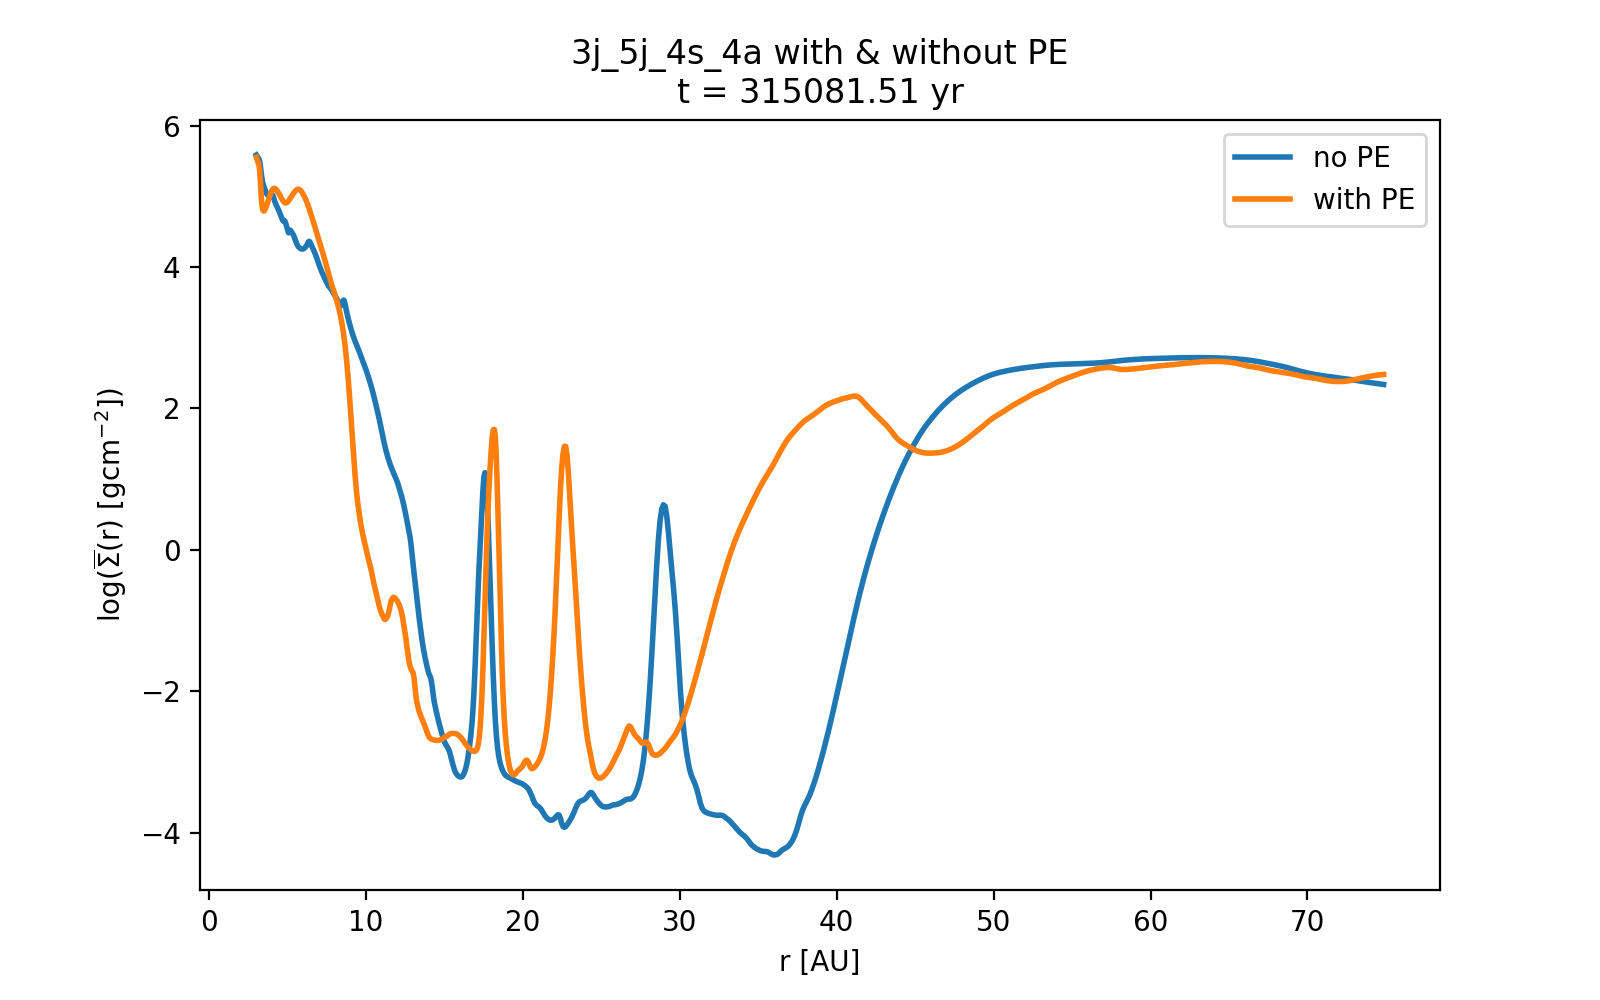 3j_5j_4s_4a with & without PE
t = 315081.51 yr
no PE
with PE
log(Σ̅(r) [gcm⁻²])
6
4
2
0
−2
−4
0 10 20 30 40 50 60 70
r [AU]